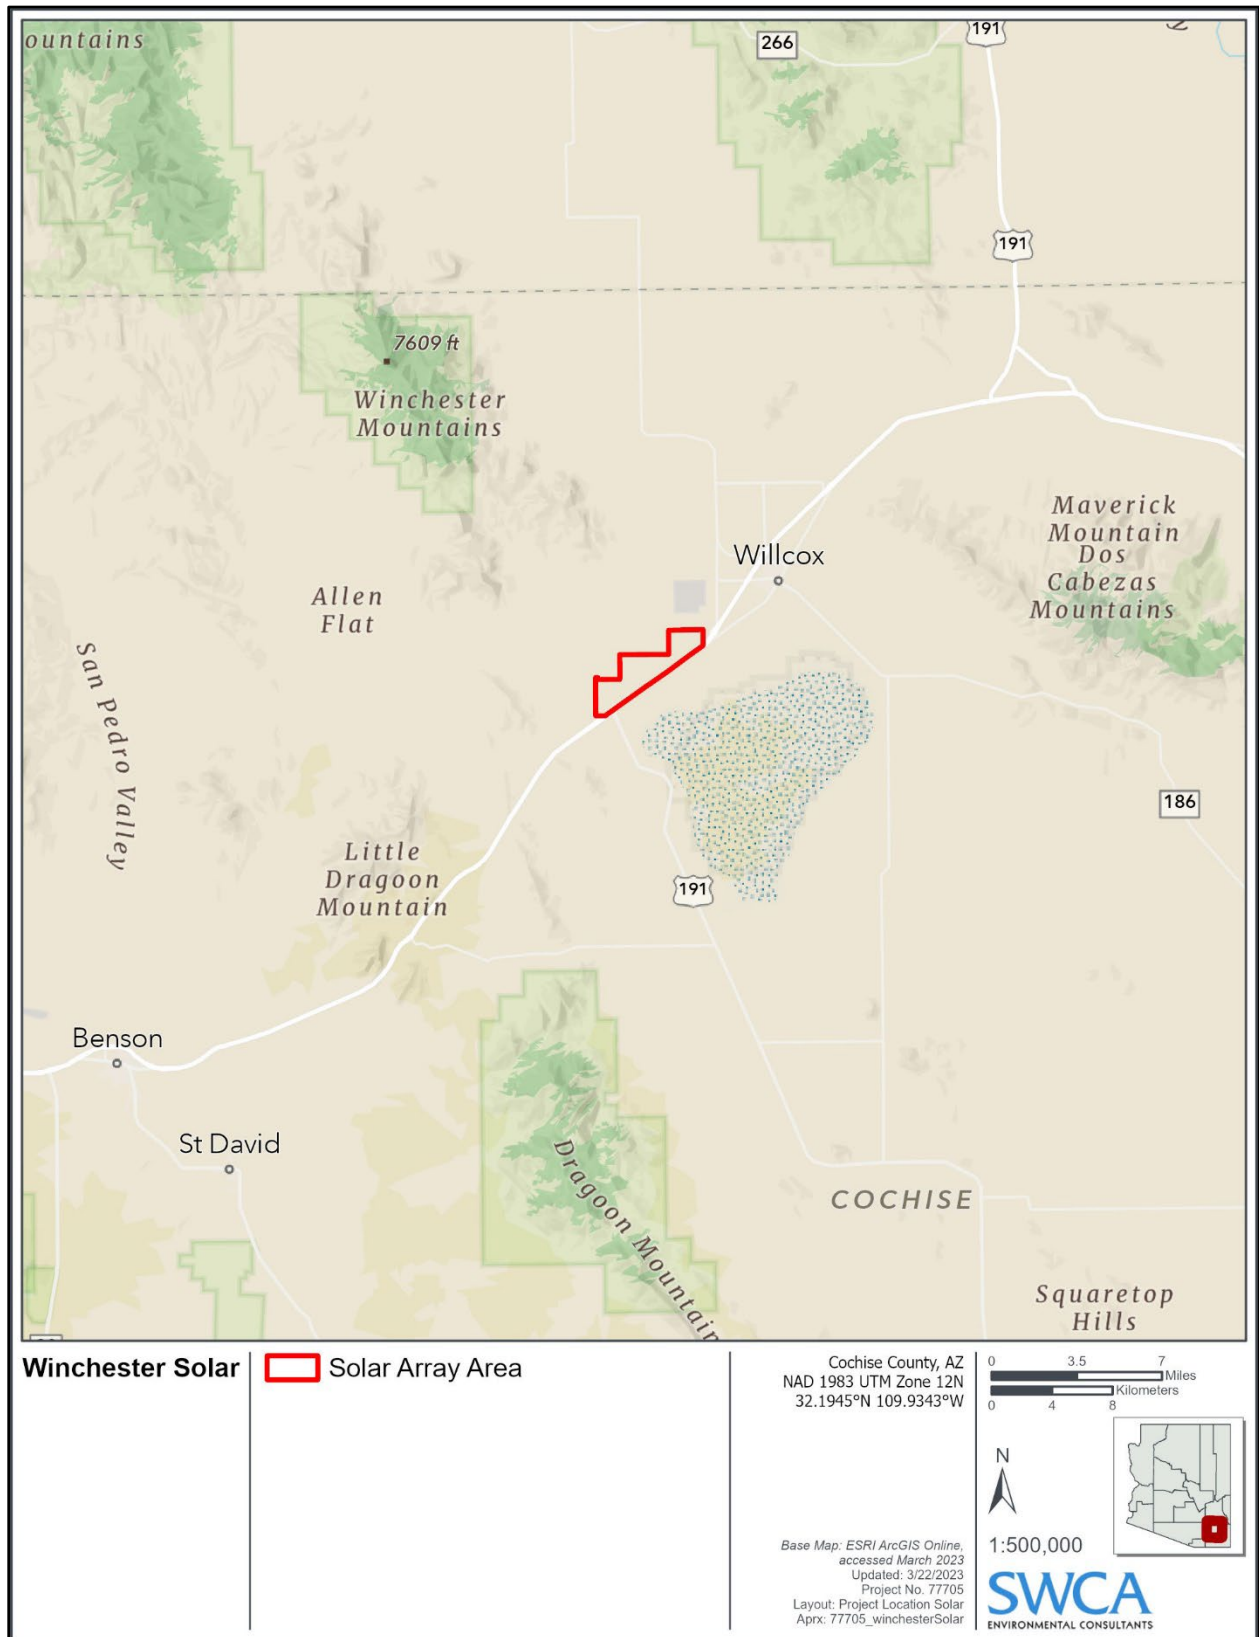 ountains
266
191
191
7609 ft
Winchester
Mountains
Maverick
Mountain
Dos
Cabezas
Mountains
Willcox
Allen
Flat
San Pedro Valley
186
Little
Dragoon
Mountain
191
Benson
St David
Dragoon Mountain
COCHISE
Squaretop
Hills
Winchester Solar
Solar Array Area
Cochise County, AZ
NAD 1983 UTM Zone 12N
32.1945°N 109.9343°W
0 3.5 7
Miles
Kilometers
0 4 8
N
1:500,000
Base Map: ESRI ArcGIS Online,
accessed March 2023
Updated: 3/22/2023
Project No. 77705
Layout: Project Location Solar
Aprx: 77705_winchesterSolar
SWCA
ENVIRONMENTAL CONSULTANTS